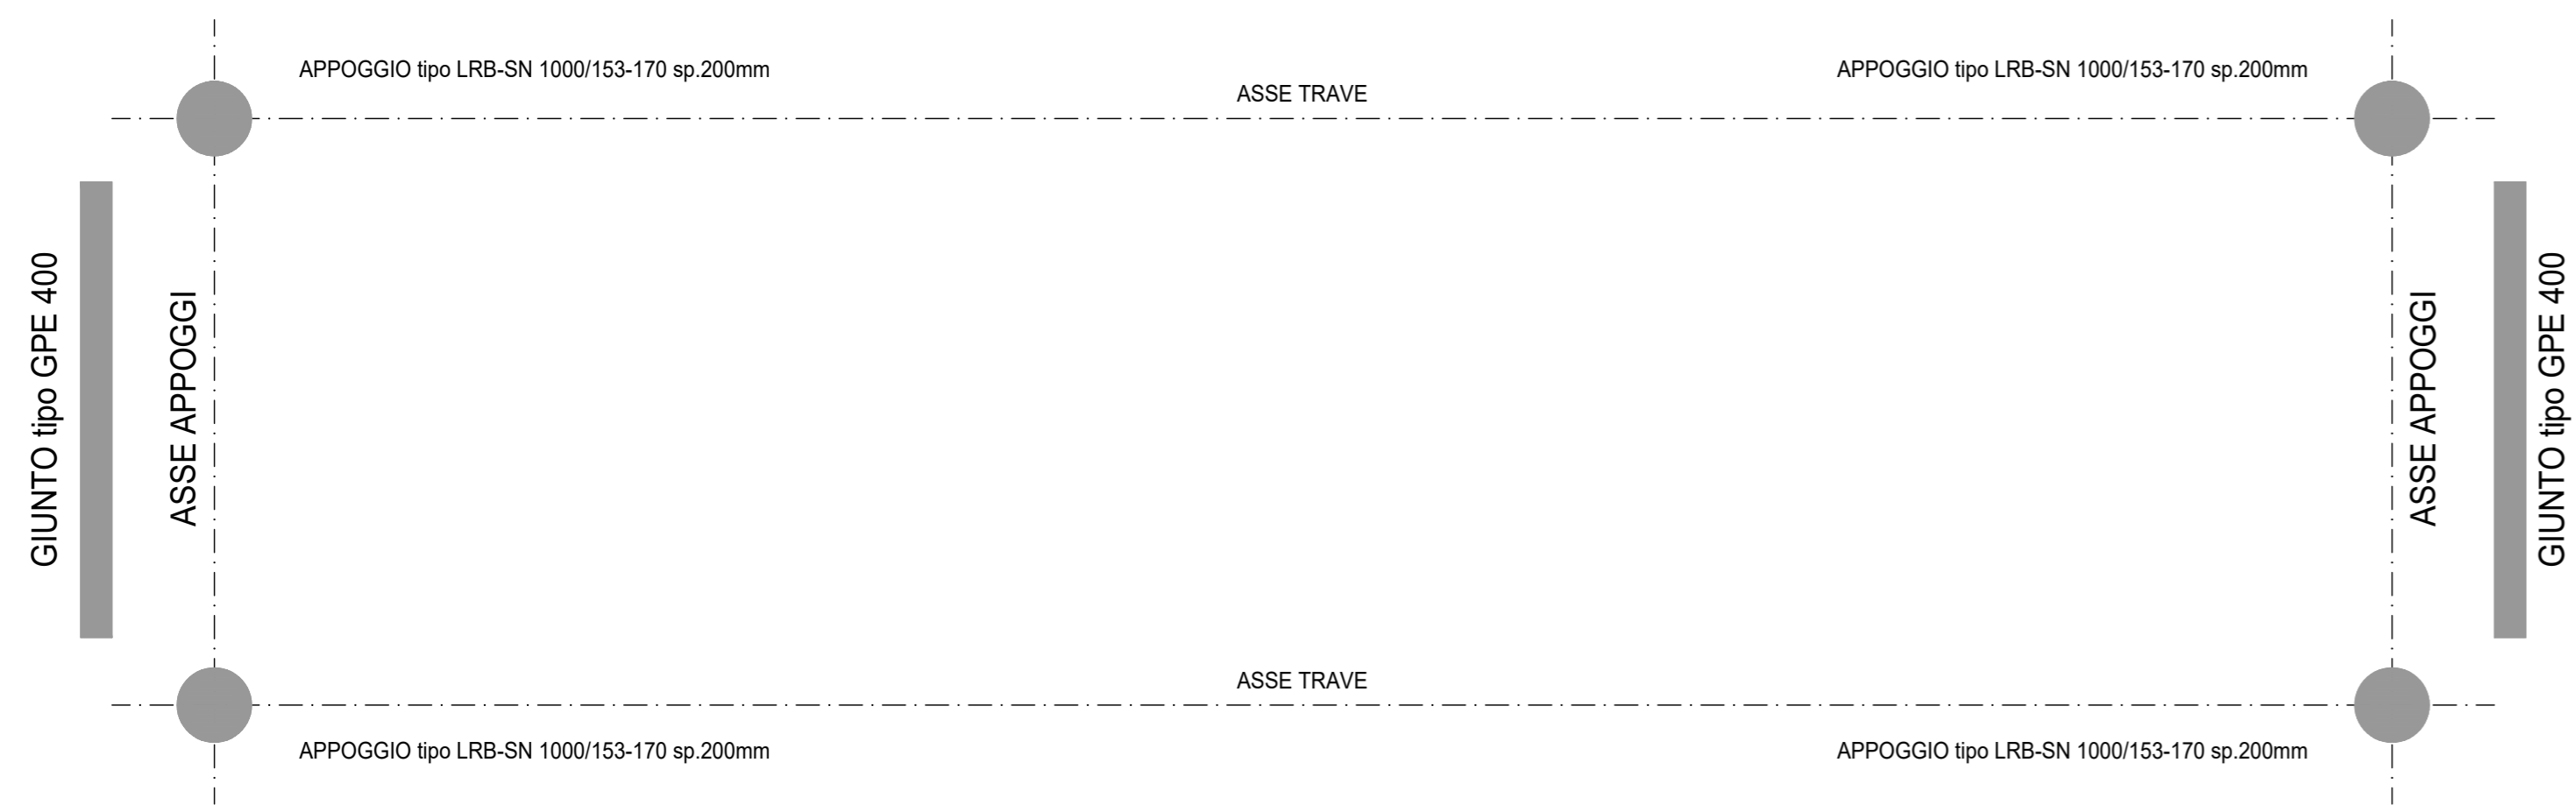 APPOGGIO tipo LRB-SN 1000/153-170 sp.200mm
APPOGGIO tipo LRB-SN 1000/153-170 sp.200mm
ASSE TRAVE
GIUNTO tipo GPE 400
ASSE APPOGGI
ASSE APPOGGI
GIUNTO tipo GPE 400
ASSE TRAVE
APPOGGIO tipo LRB-SN 1000/153-170 sp.200mm
APPOGGIO tipo LRB-SN 1000/153-170 sp.200mm